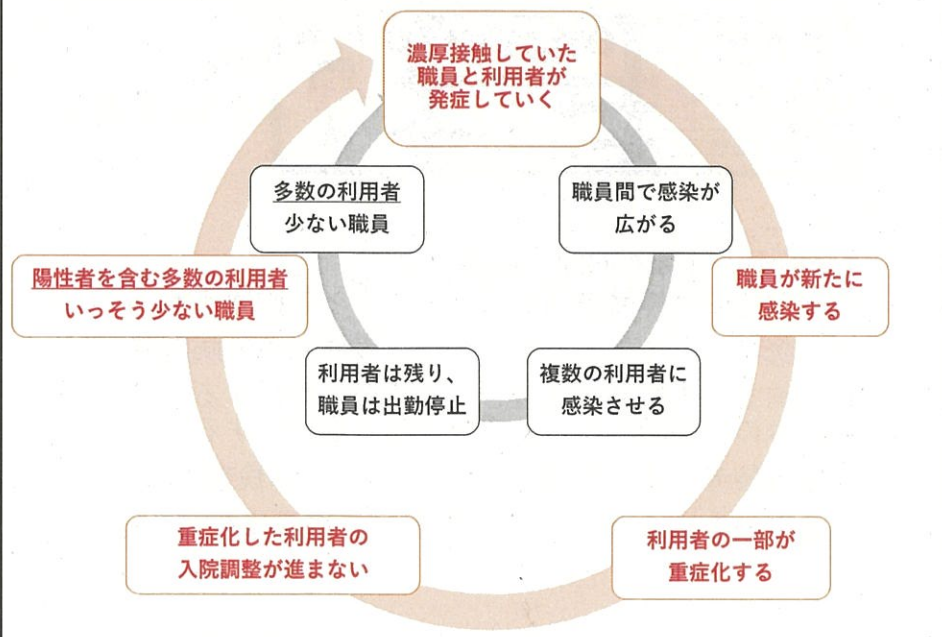 濃厚接触していた
職員と利用者が
発症していく
多数の利用者
少ない職員
職員間で感染が
広がる
陽性者を含む多数の利用者
いっそう少ない職員
職員が新たに
感染する
利用者は残り、
職員は出勤停止
複数の利用者に
感染させる
重症化した利用者の
入院調整が進まない
利用者の一部が
重症化する